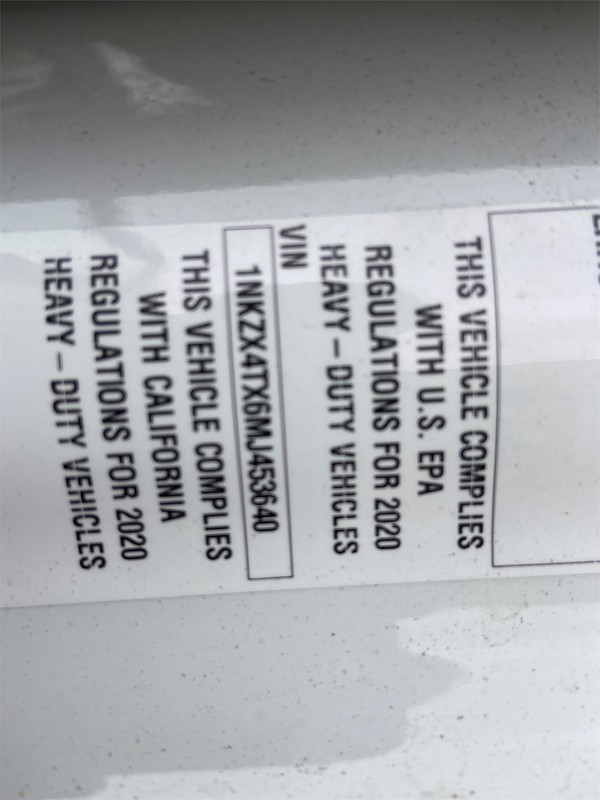 THIS VEHICLE COMPLIES
WITH U.S. EPA
REGULATIONS FOR 2020
HEAVY – DUTY VEHICLES
VIN
1NKZX4TX6MJ453640
THIS VEHICLE COMPLIES
WITH CALIFORNIA
REGULATIONS FOR 2020
HEAVY – DUTY VEHICLES